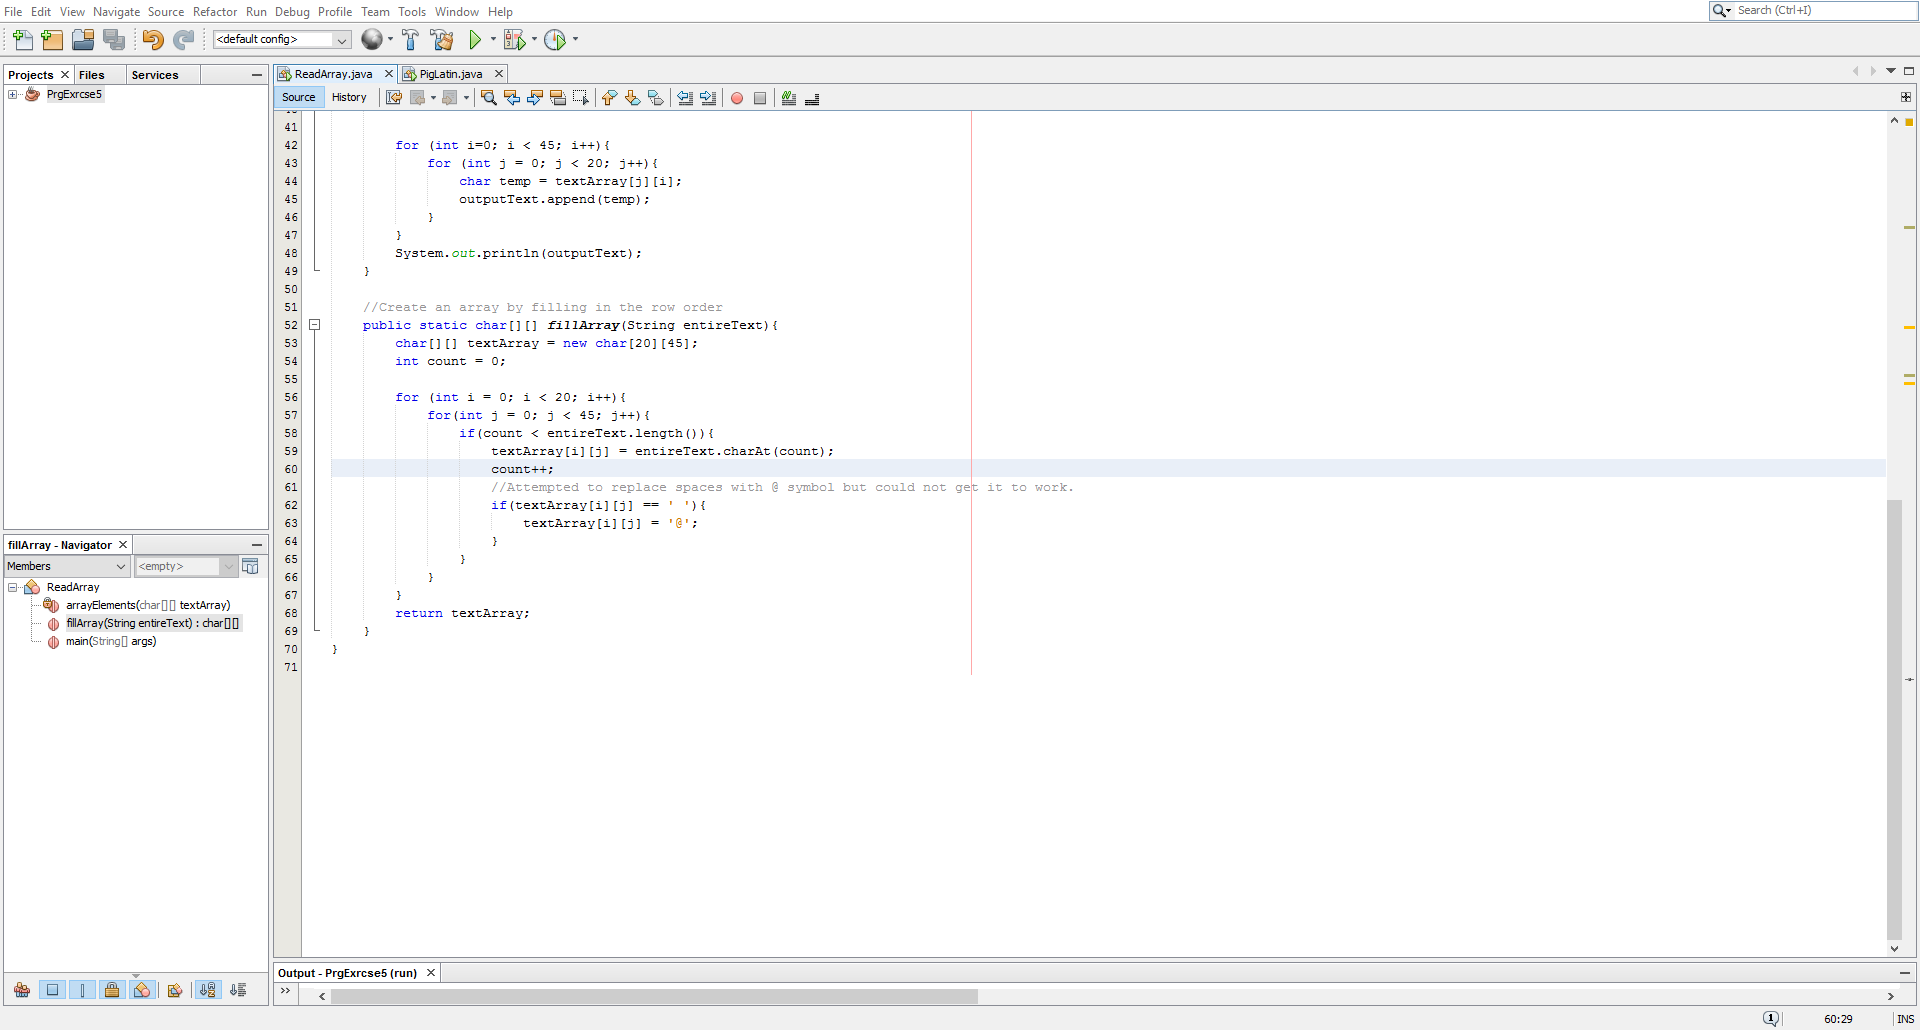 File Edit View Navigate Source Refactor Run Debug Profile Team Tools Window Help
Search (Ctrl+I)
<default config>
Projects Files Services
PrgExrcse5
ReadArray.java PigLatin.java
Source History
41
42 for (int i=0; i < 45; i++){
43 for (int j = 0; j < 20; j++){
44 char temp = textArray[j][i];
45 outputText.append(temp);
46 }
47 }
48 System.out.println(outputText);
49 }
50
51 //Create an array by filling in the row order
52 public static char[][] fillArray(String entireText){
53 char[][] textArray = new char[20][45];
54 int count = 0;
55
56 for (int i = 0; i < 20; i++){
57 for(int j = 0; j < 45; j++){
58 if(count < entireText.length()){
59 textArray[i][j] = entireText.charAt(count);
60 count++;
61 //Attempted to replace spaces with @ symbol but could not get it to work.
62 if(textArray[i][j] == ' '){
63 textArray[i][j] = '@';
64 }
65 }
66 }
67 }
68 return textArray;
69 }
70 }
71
fillArray - Navigator
Members <empty>
ReadArray
arrayElements(char[][] textArray)
fillArray(String entireText) : char[][]
main(String[] args)
Output - PrgExrcse5 (run)
60:29 INS